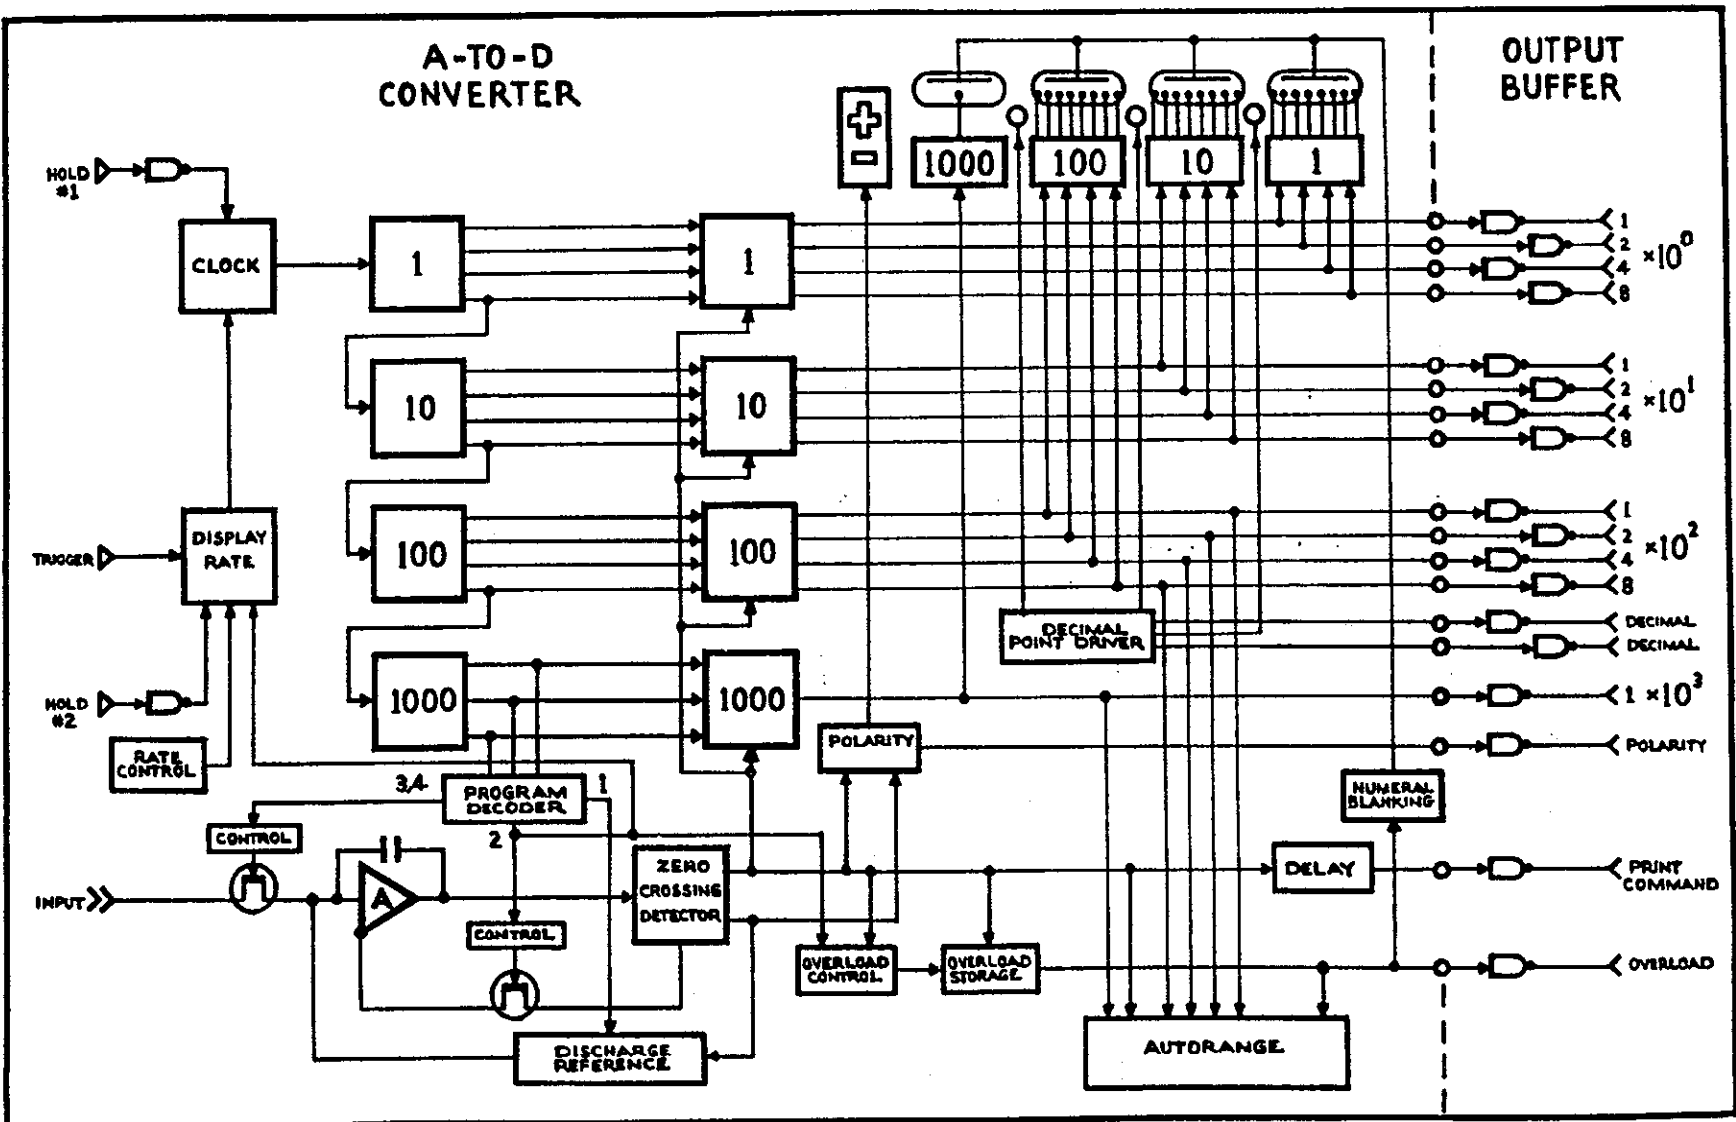 A-TO-D
CONVERTER
OUTPUT
BUFFER
+
-
1000
100
10
1
HOLD
#1
CLOCK
1
1
1
2
4
8
×10⁰
10
10
1
2
4
8
×10¹
TRIGGER
DISPLAY
RATE
100
100
1
2
4
8
×10²
DECIMAL
POINT DRIVER
DECIMAL
DECIMAL
HOLD
#2
1000
1000
1 ×10³
RATE
CONTROL
POLARITY
POLARITY
3,4
PROGRAM
DECODER
1
2
NUMERAL
BLANKING
CONTROL
INPUT
A
ZERO
CROSSING
DETECTOR
DELAY
PRINT
COMMAND
CONTROL
OVERLOAD
CONTROL
OVERLOAD
STORAGE
OVERLOAD
DISCHARGE
REFERENCE
AUTORANGE